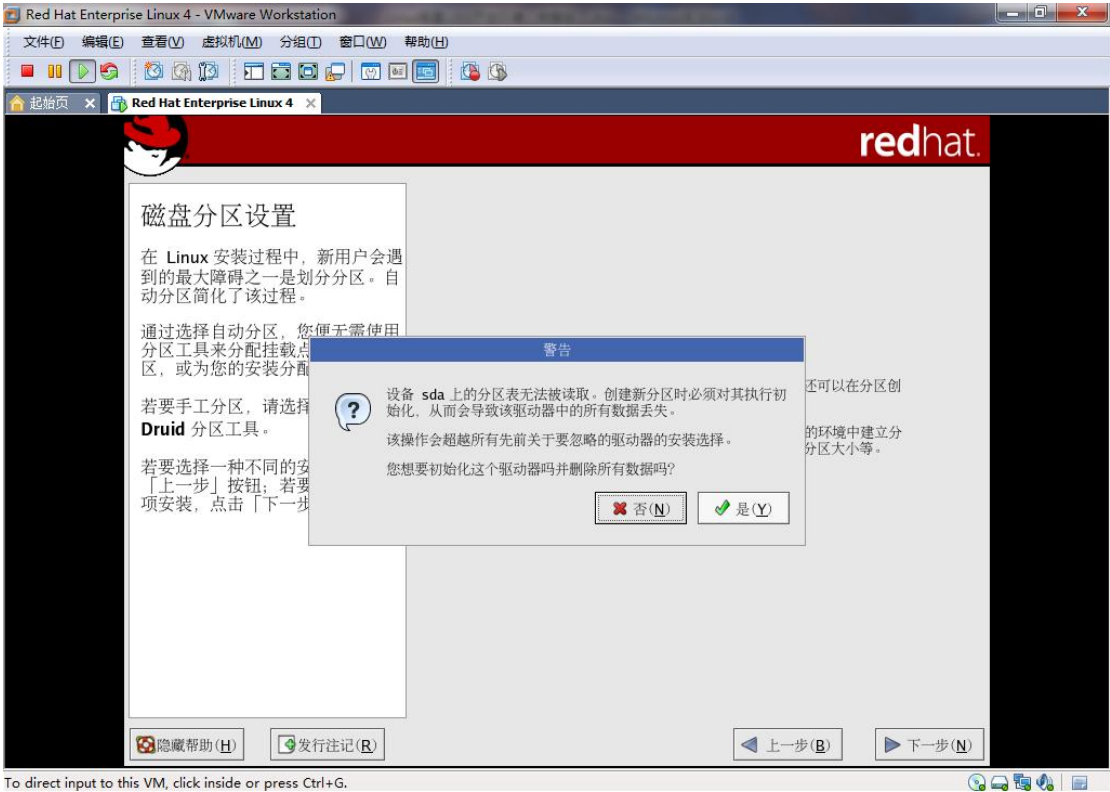 Red Hat Enterprise Linux 4 - VMware Workstation
文件(F) 编辑(E) 查看(V) 虚拟机(M) 分组(T) 窗口(W) 帮助(H)
起始页 Red Hat Enterprise Linux 4
redhat.
磁盘分区设置
在 Linux 安装过程中，新用户会遇
到的最大障碍之一是划分分区。自
动分区简化了该过程。
通过选择自动分区，您便无需使用
分区工具来分配挂载点
区，或为您的安装分配
若要手工分区，请选择
Druid 分区工具。
若要选择一种不同的安
「上一步」按钮；若要
项安装，点击「下一步
警告
设备 sda 上的分区表无法被读取。创建新分区时必须对其执行初
始化，从而会导致该驱动器中的所有数据丢失。
该操作会超越所有先前关于要忽略的驱动器的安装选择。
您想要初始化这个驱动器吗并删除所有数据吗?
否(N) 是(Y)
还可以在分区创
的环境中建立分
分区大小等。
隐藏帮助(H) 发行注记(R) 上一步(B) 下一步(N)
To direct input to this VM, click inside or press Ctrl+G.